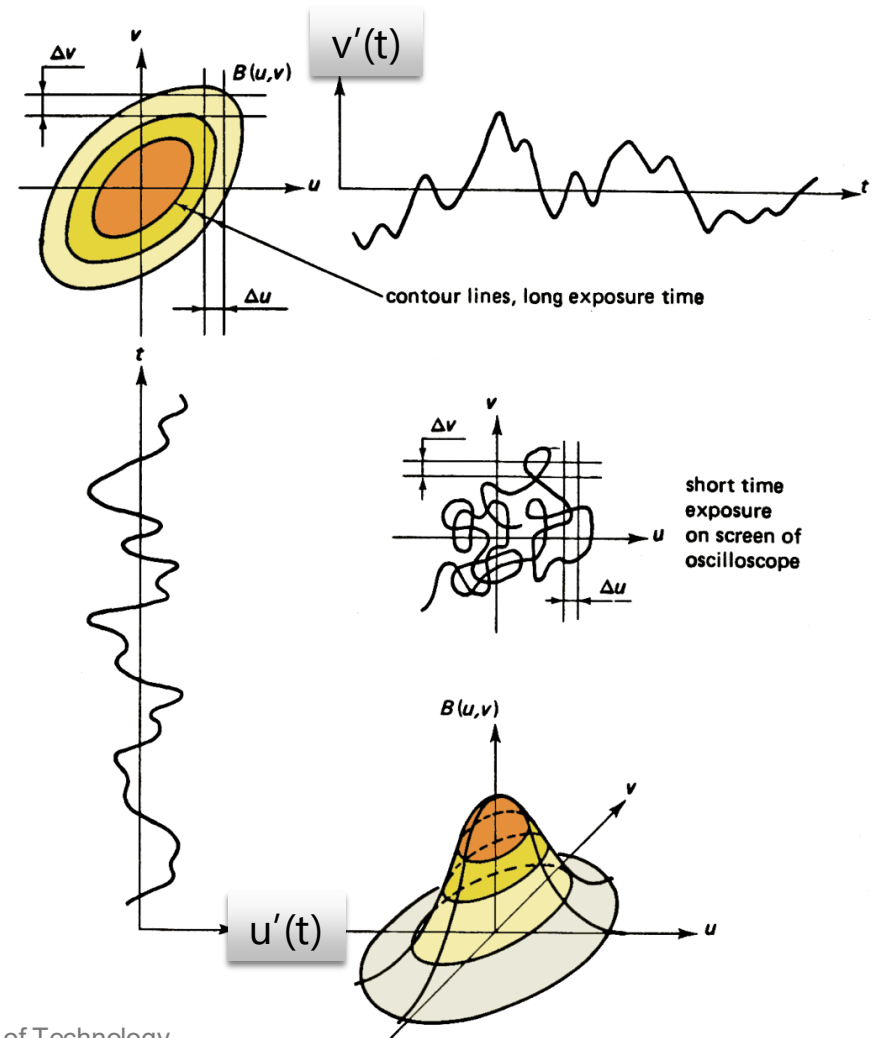 v
v′(t)
Δv
B(u,v)
u
t
Δu
contour lines, long exposure time
t
v
Δv
short time
exposure
u
on screen of
oscilloscope
Δu
B(u,v)
v
u′(t)
u
of Technology